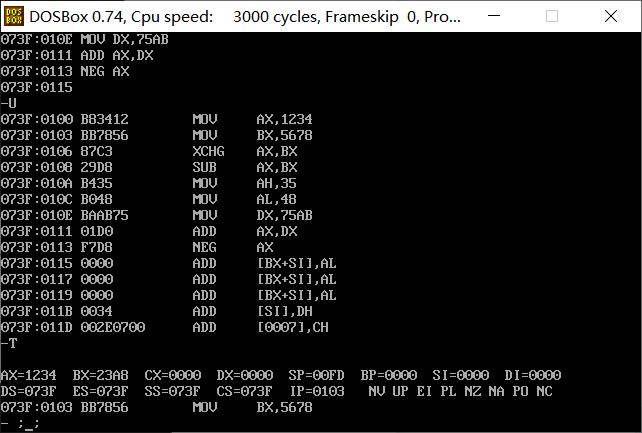 DOS BOX
DOSBox 0.74, Cpu speed:    3000 cycles, Frameskip  0, Pro...
073F:010E MOV DX,75AB
073F:0111 ADD AX,DX
073F:0113 NEG AX
073F:0115
-U
073F:0100 B83412        MOV     AX,1234
073F:0103 BB7856        MOV     BX,5678
073F:0106 87C3          XCHG    AX,BX
073F:0108 29D8          SUB     AX,BX
073F:010A B435          MOV     AH,35
073F:010C B048          MOV     AL,48
073F:010E BAAB75        MOV     DX,75AB
073F:0111 01D0          ADD     AX,DX
073F:0113 F7D8          NEG     AX
073F:0115 0000          ADD     [BX+SI],AL
073F:0117 0000          ADD     [BX+SI],AL
073F:0119 0000          ADD     [BX+SI],AL
073F:011B 0034          ADD     [SI],DH
073F:011D 002E0700      ADD     [0007],CH
-T
AX=1234  BX=23A8  CX=0000  DX=0000  SP=00FD  BP=0000  SI=0000  DI=0000
DS=073F  ES=073F  SS=073F  CS=073F  IP=0103   NV UP EI PL NZ NA PO NC
073F:0103 BB7856        MOV     BX,5678
- ;_;